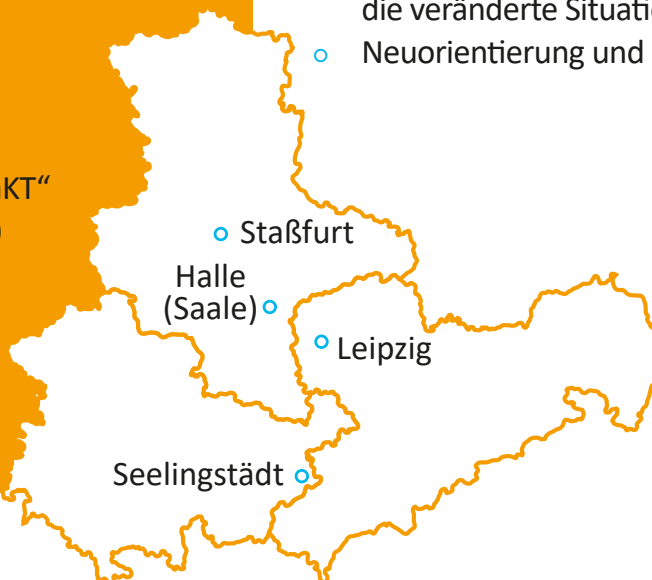 die veränderte Situati
Neuorientierung und
KT“
)
Staßfurt
Halle
(Saale)
Leipzig
Seelingstädt